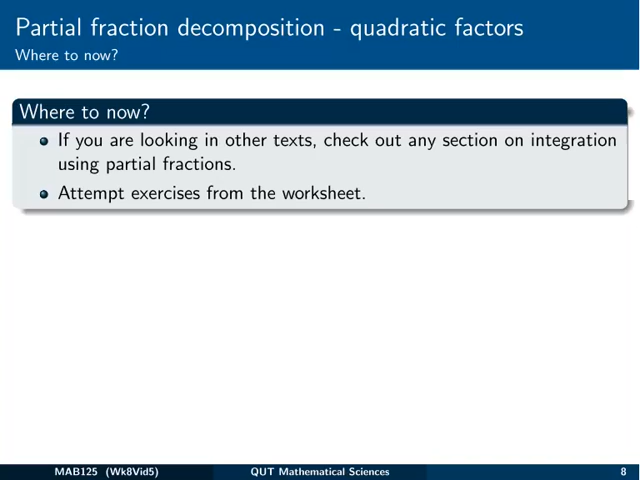 Partial fraction decomposition - quadratic factors
Where to now?
Where to now?
If you are looking in other texts, check out any section on integration
using partial fractions.
Attempt exercises from the worksheet.
MAB125 (Wk8Vid5) QUT Mathematical Sciences 8